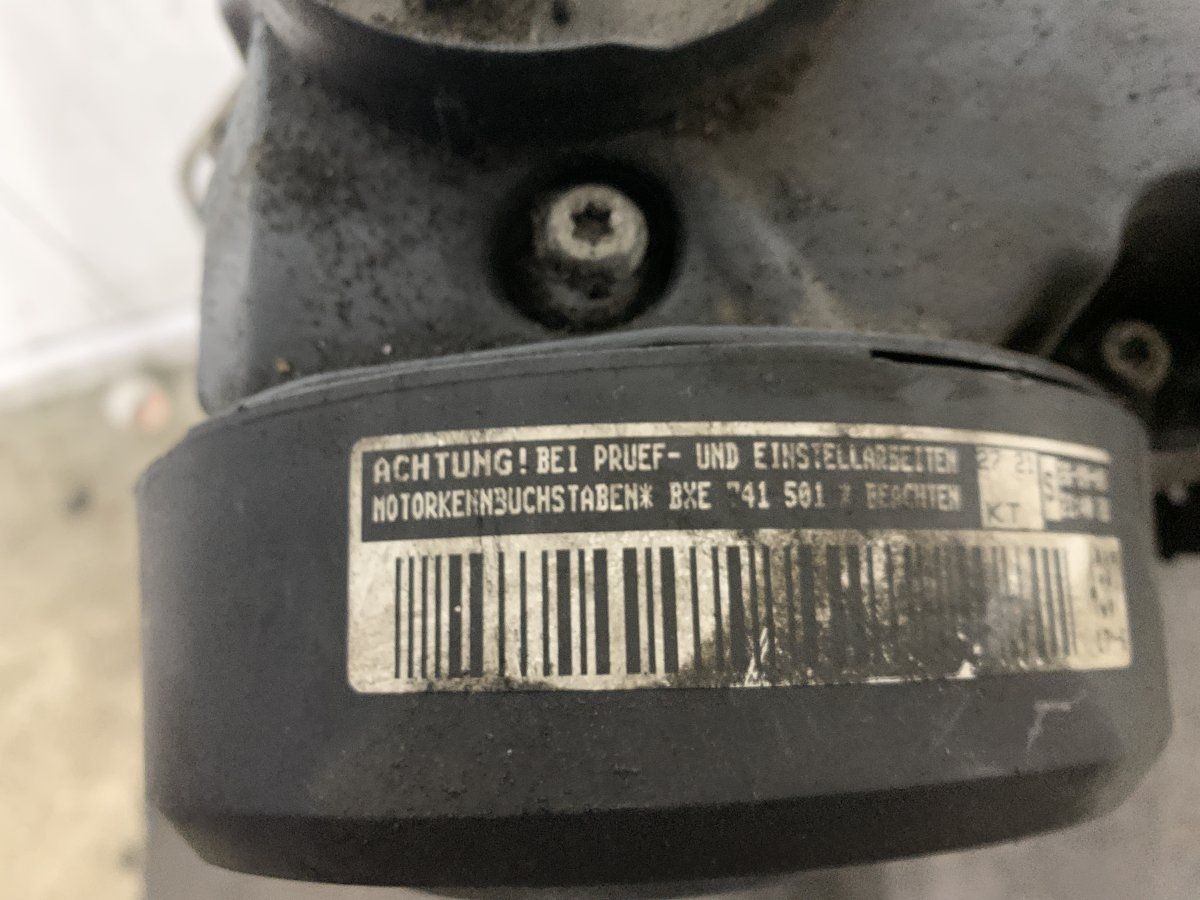 ACHTUNG! BEI PRUEF- UND EINSTELLARBEITEN
MOTORKENNBUCHSTABEN* BXE 741 501 * BEACHTEN
KT